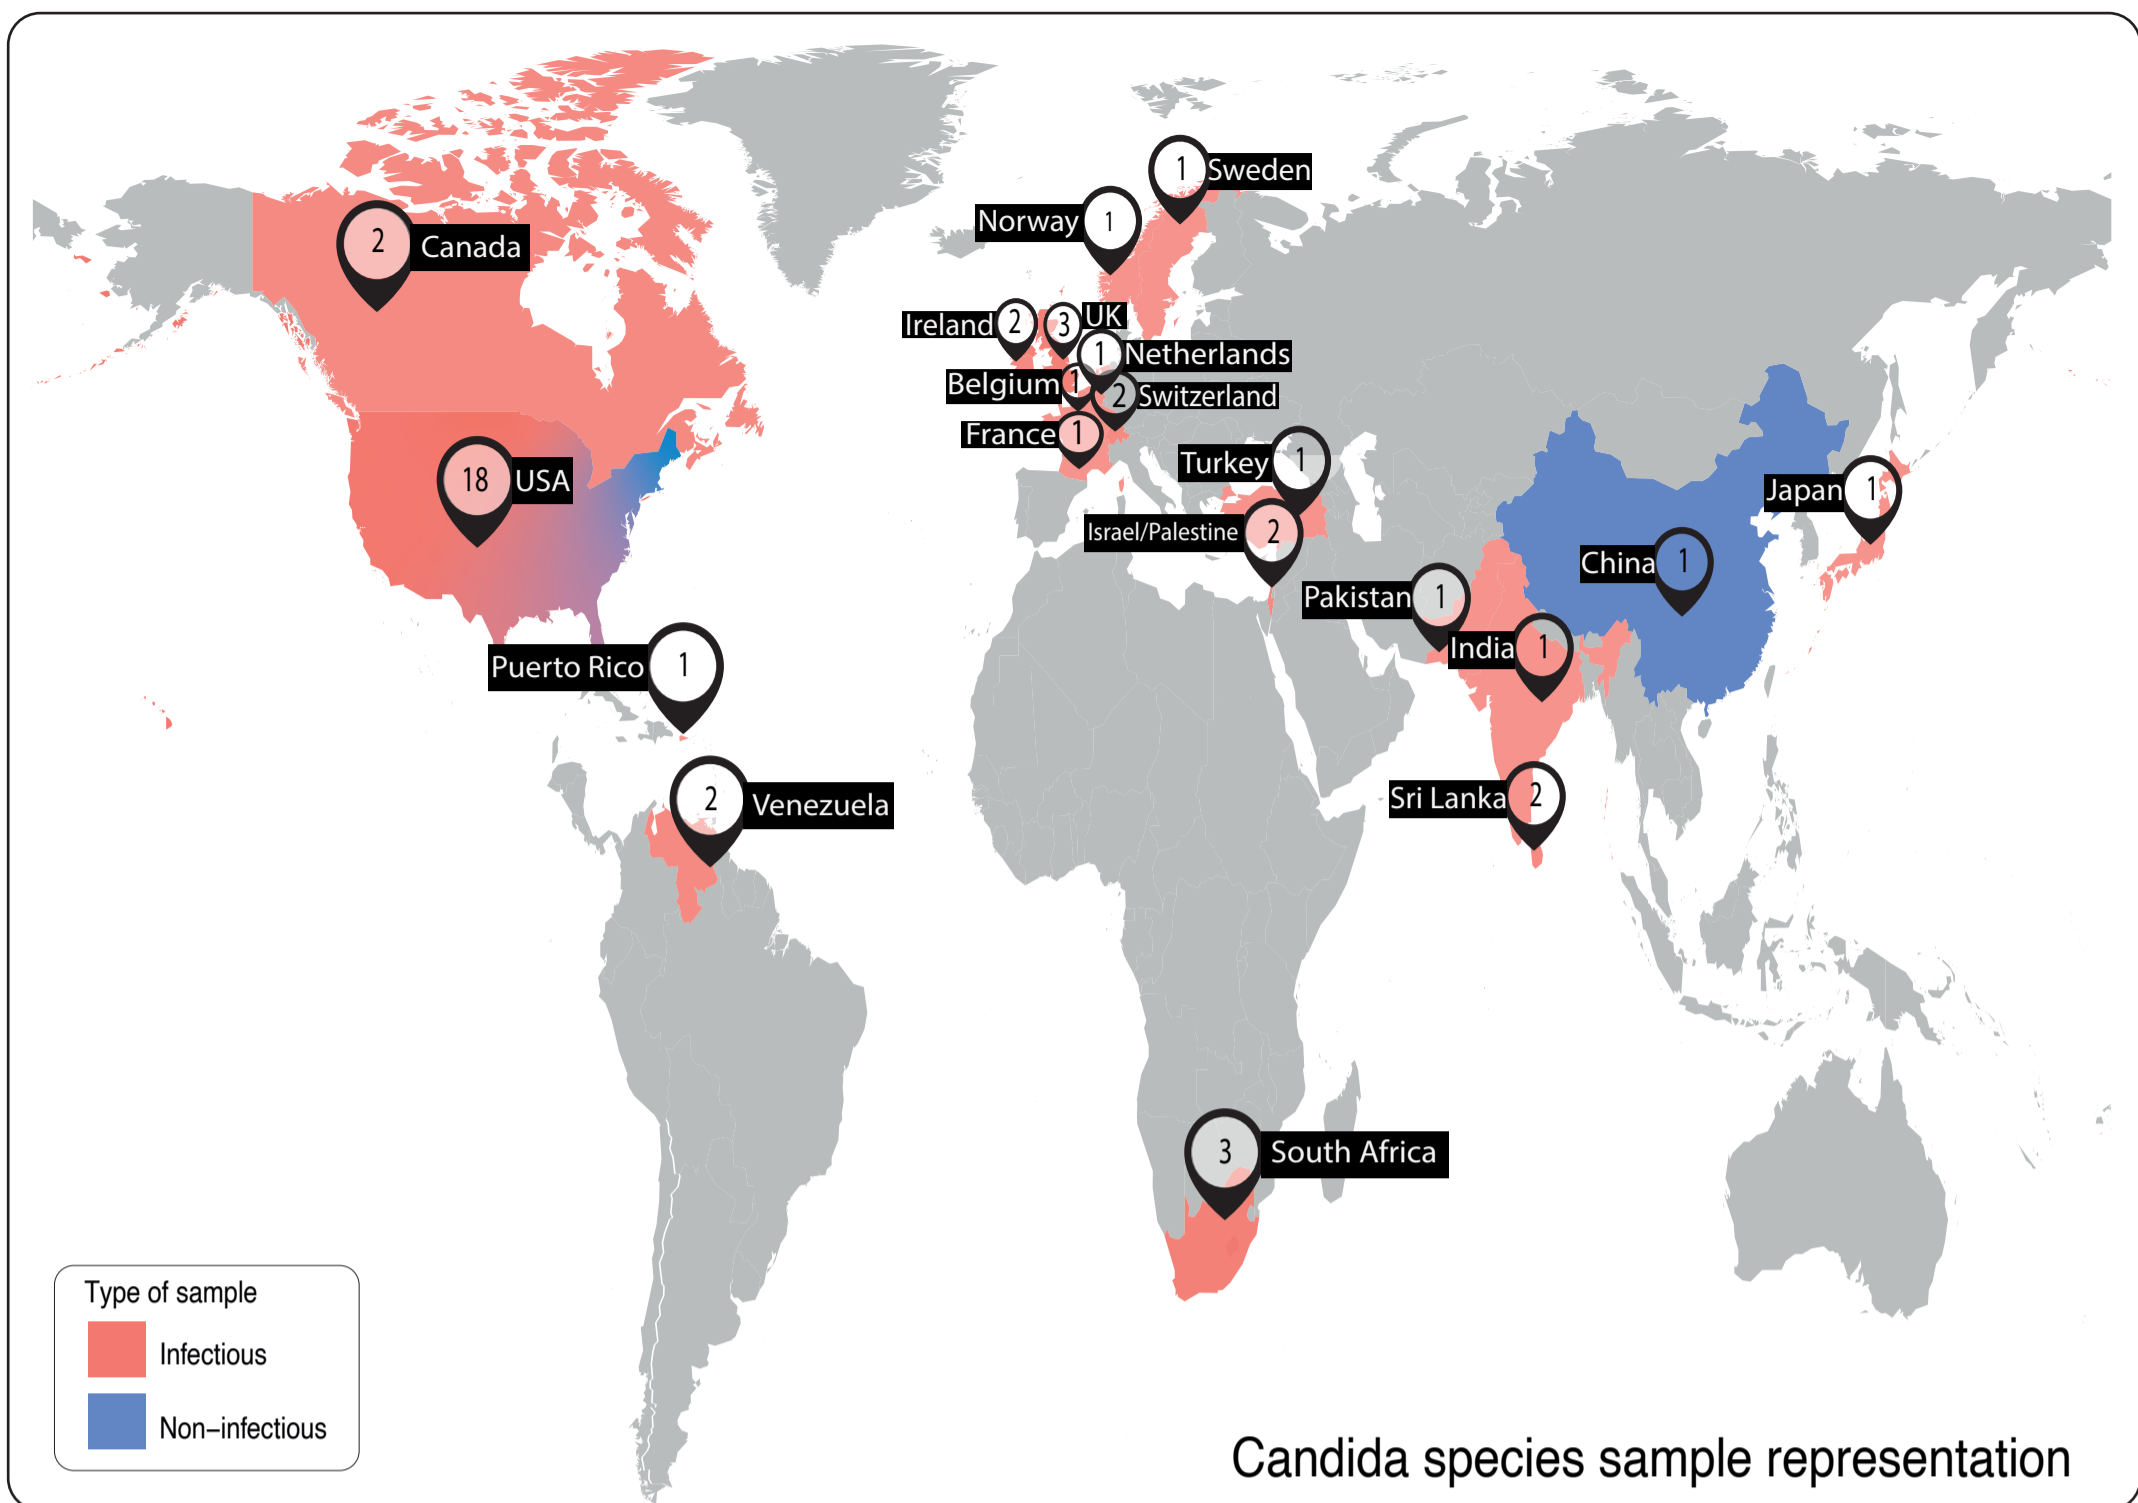 1 Sweden
Norway 1
2 Canada
Ireland 2
3 UK
1 Netherlands
Belgium 1
2 Switzerland
France 1
Turkey 1
18 USA
Japan 1
Israel/Palestine 2
China 1
Pakistan 1
India 1
Puerto Rico 1
2 Venezuela
Sri Lanka 2
3 South Africa
Type of sample
Infectious
Non–infectious
Candida species sample representation